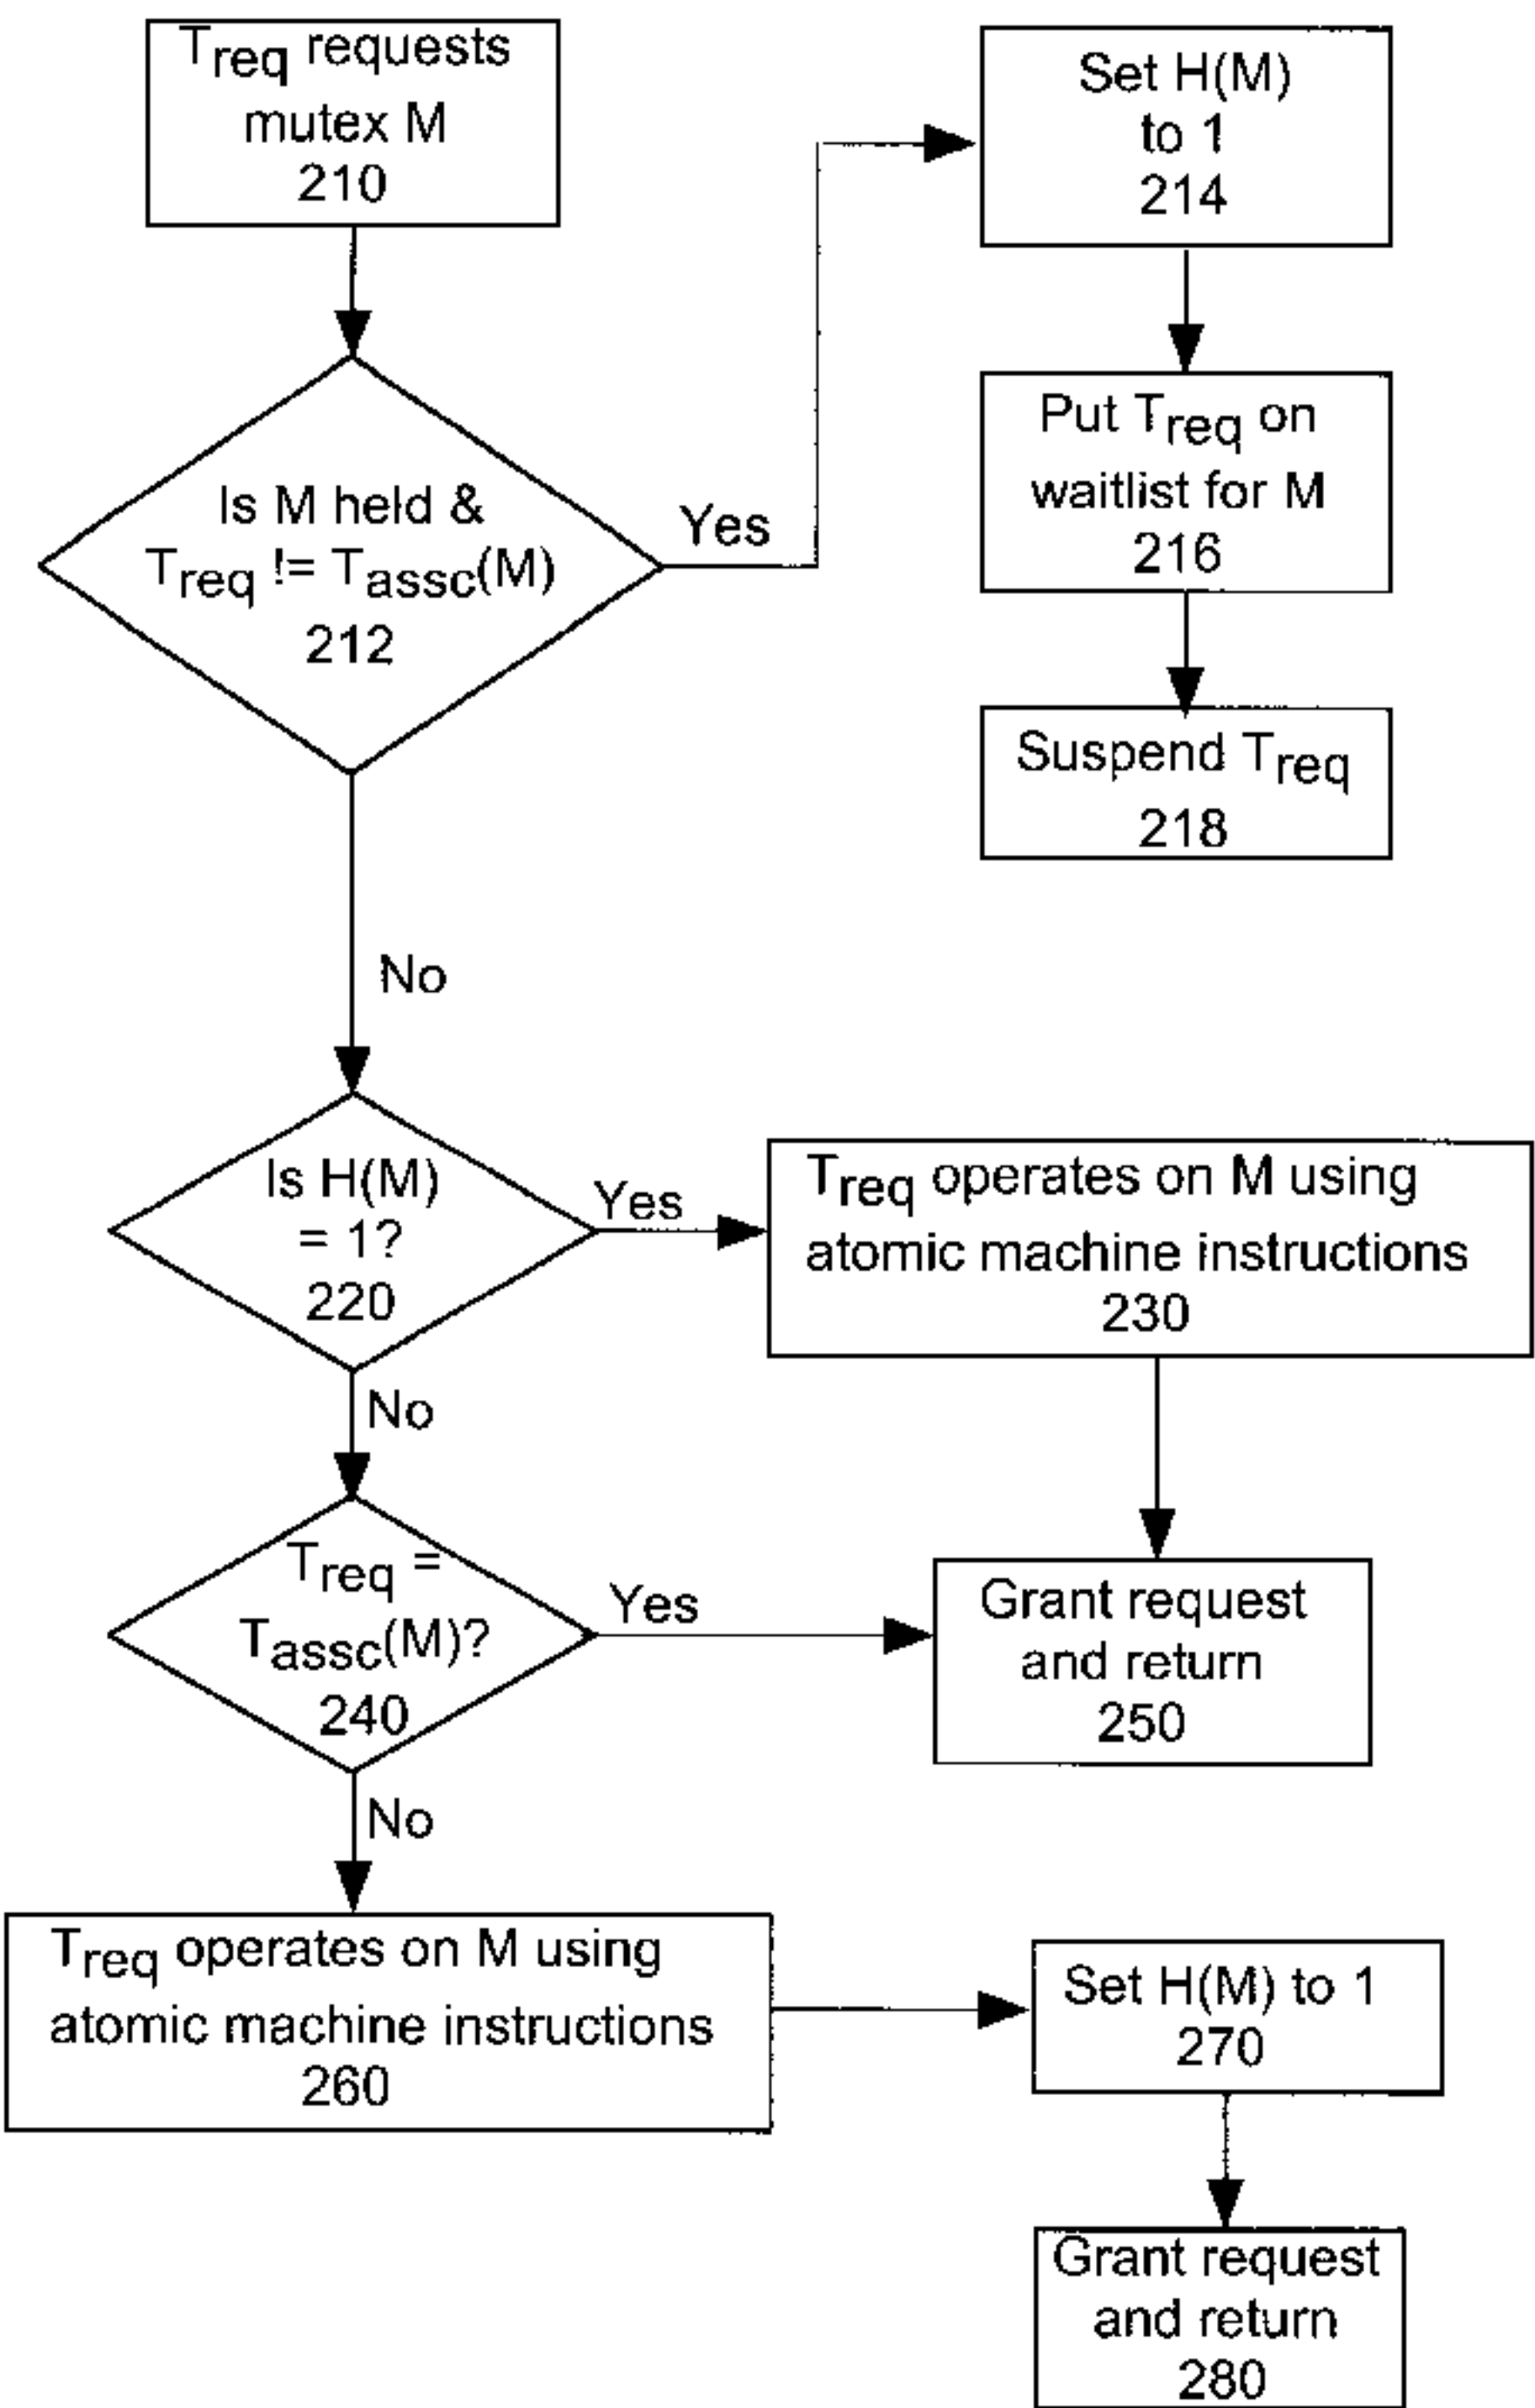 Treq requests
mutex M
210
Set H(M)
to 1
214
Put Treq on
waitlist for M
216
Is M held &
Treq != Tassc(M)
212
Yes
Suspend Treq
218
No
Is H(M)
= 1?
220
Yes
Treq operates on M using
atomic machine instructions
230
No
Treq =
Tassc(M)?
240
Yes
Grant request
and return
250
No
Treq operates on M using
atomic machine instructions
260
Set H(M) to 1
270
Grant request
and return
280